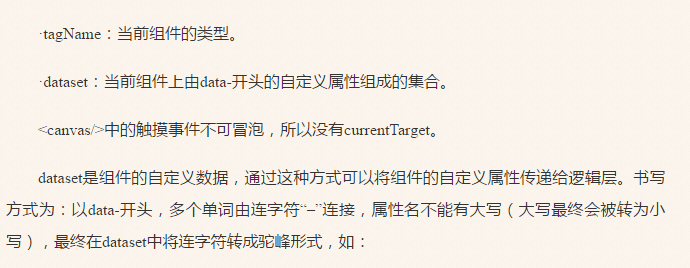 ·tagName：当前组件的类型。
·dataset：当前组件上由data-开头的自定义属性组成的集合。
<canvas/>中的触摸事件不可冒泡，所以没有currentTarget。
dataset是组件的自定义数据，通过这种方式可以将组件的自定义属性传递给逻辑层。书写
方式为：以data-开头，多个单词由连字符“–”连接，属性名不能有大写（大写最终会被转为小
写），最终在dataset中将连字符转成驼峰形式，如：